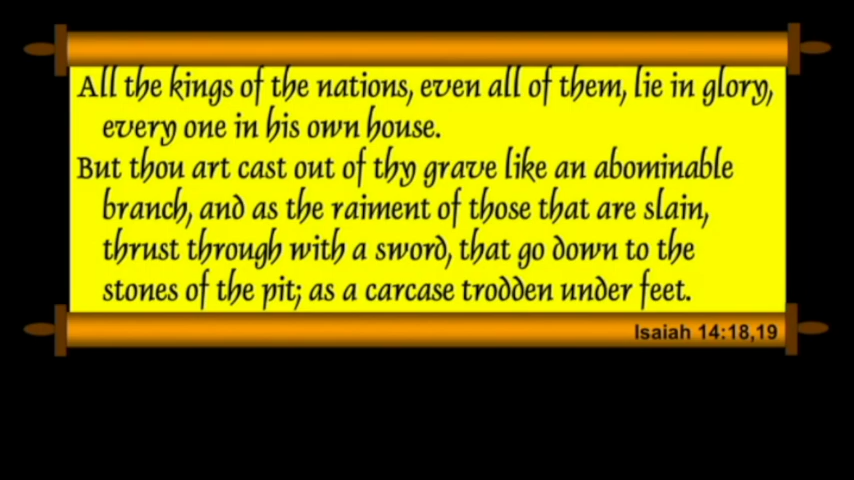 All the kings of the nations, even all of them, lie in glory,
every one in his own house.
But thou art cast out of thy grave like an abominable
branch, and as the raiment of those that are slain,
thrust through with a sword, that go down to the
stones of the pit; as a carcase trodden under feet.
Isaiah 14:18,19